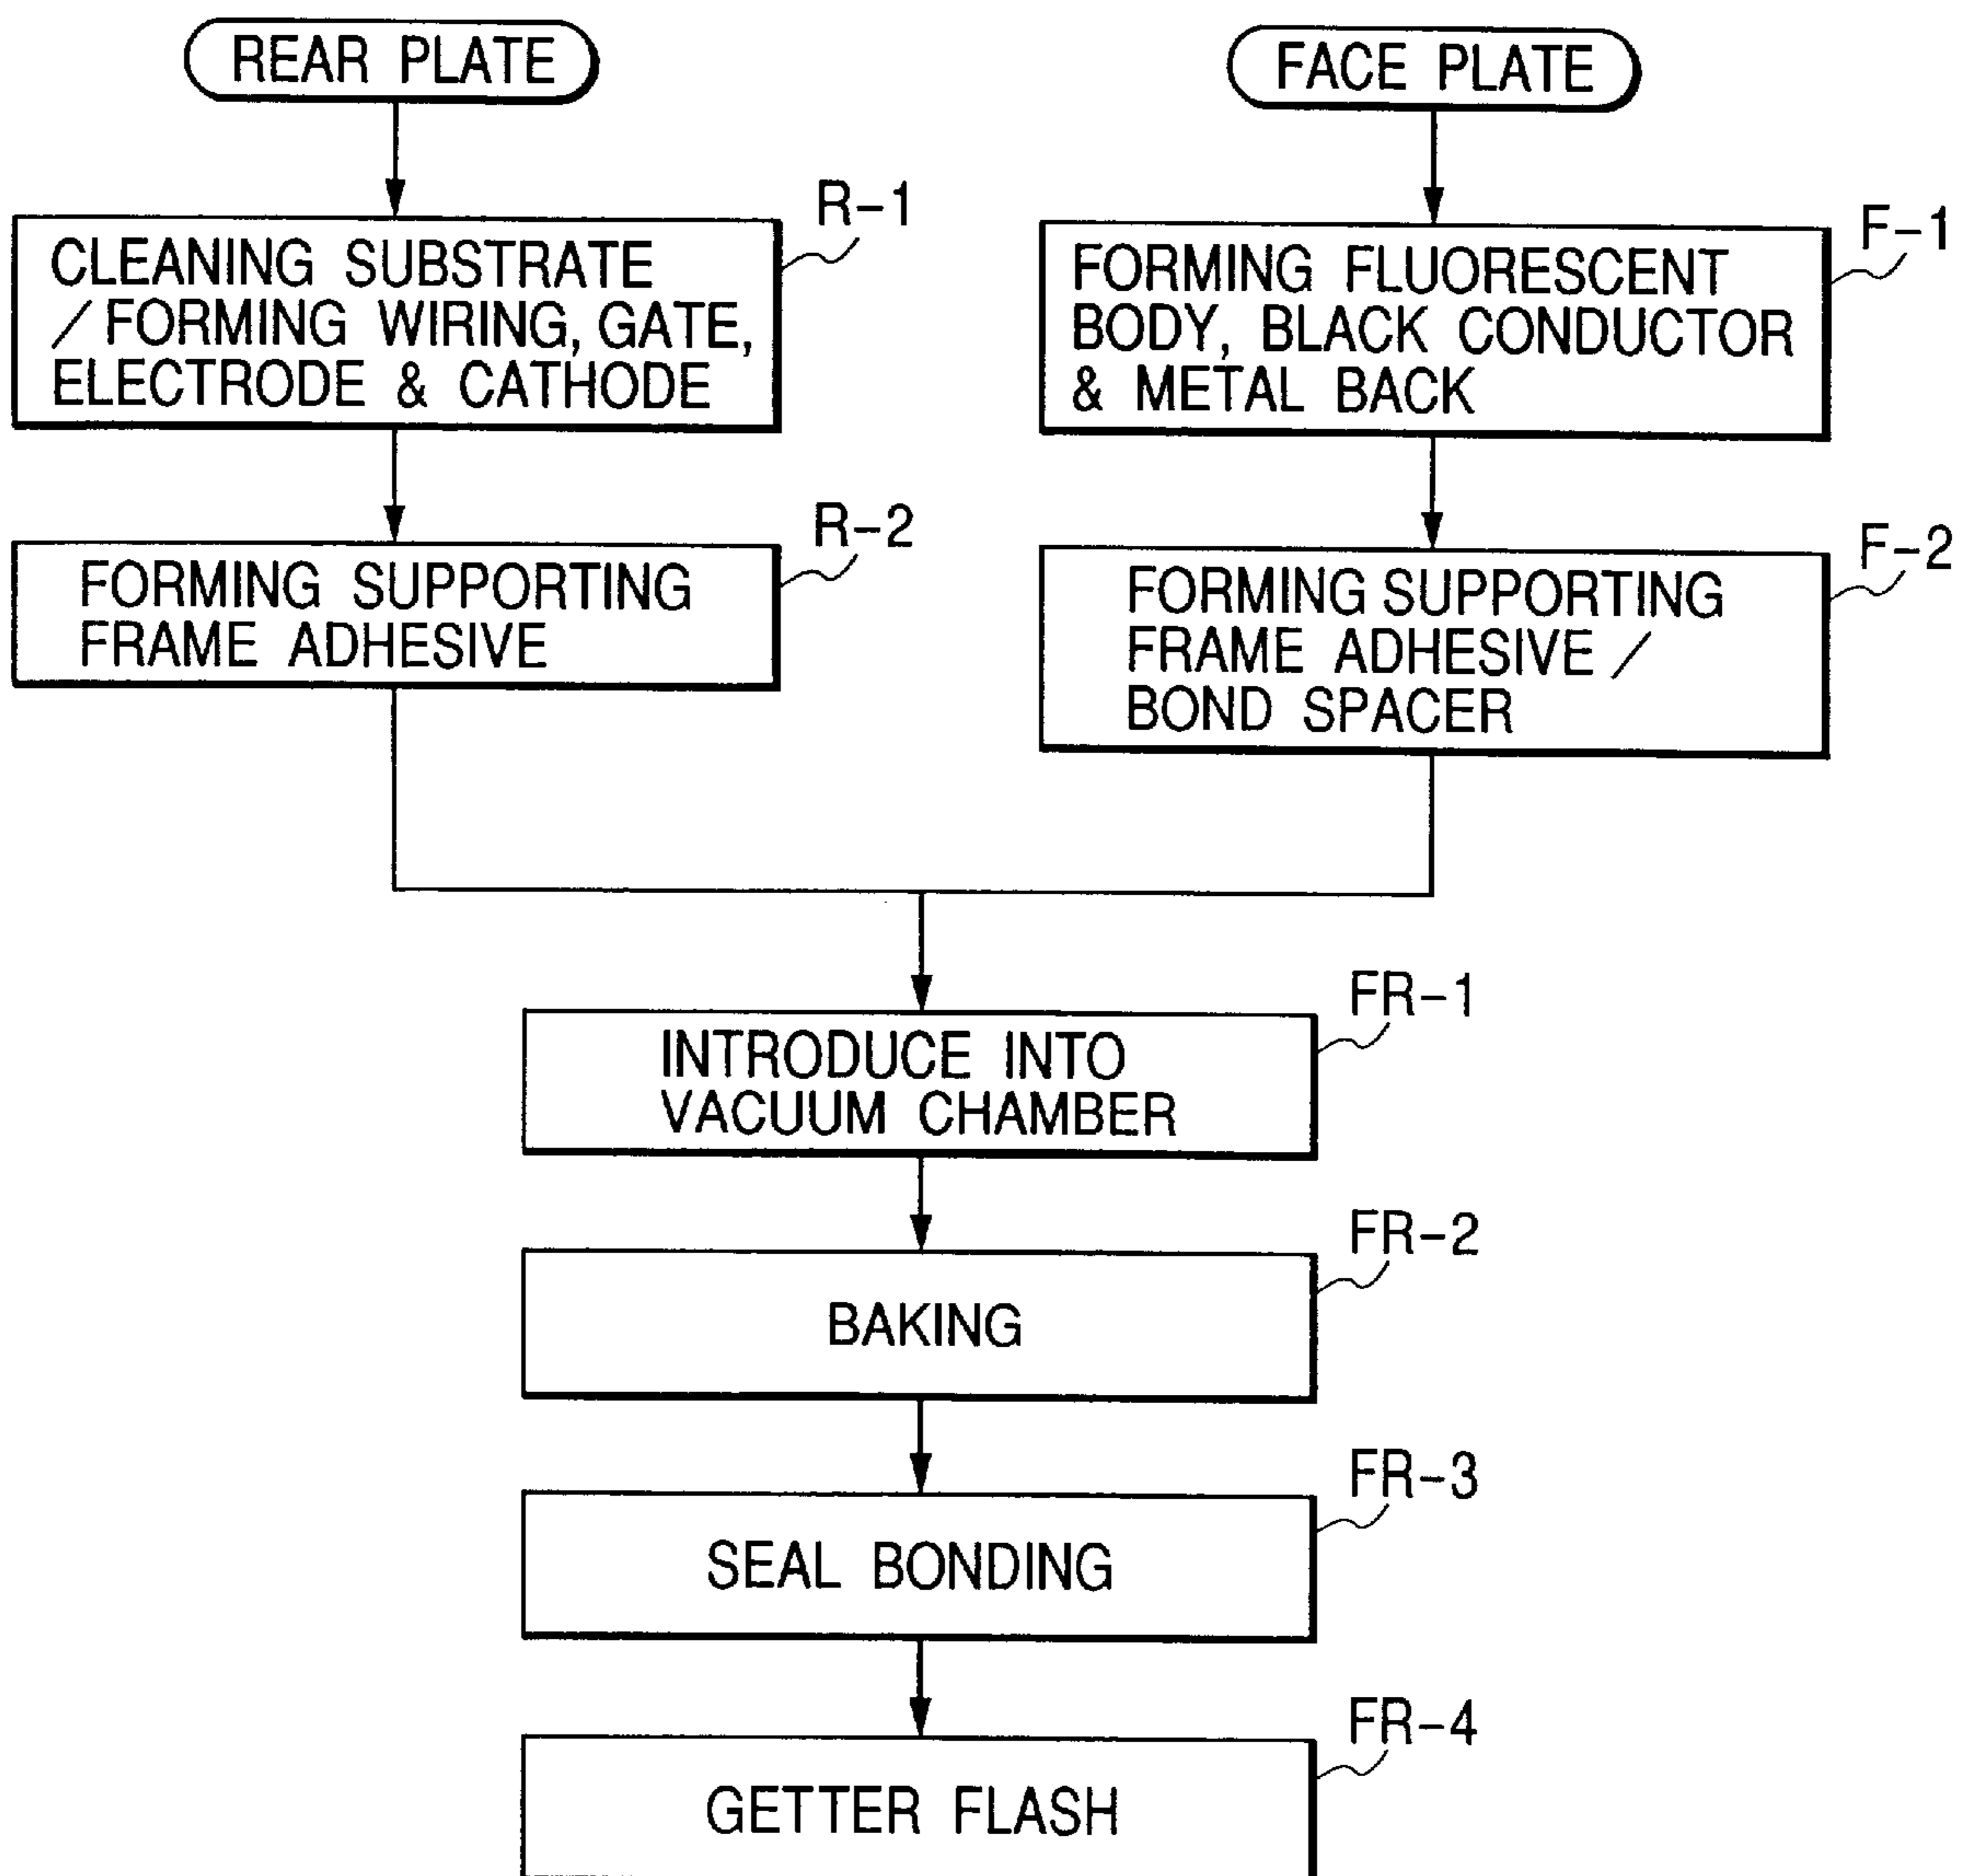 REAR PLATE
FACE PLATE
R-1
CLEANING SUBSTRATE
/FORMING WIRING, GATE,
ELECTRODE & CATHODE
F-1
FORMING FLUORESCENT
BODY, BLACK CONDUCTOR
& METAL BACK
R-2
FORMING SUPPORTING
FRAME ADHESIVE
F-2
FORMING SUPPORTING
FRAME ADHESIVE /
BOND SPACER
FR-1
INTRODUCE INTO
VACUUM CHAMBER
FR-2
BAKING
FR-3
SEAL BONDING
FR-4
GETTER FLASH